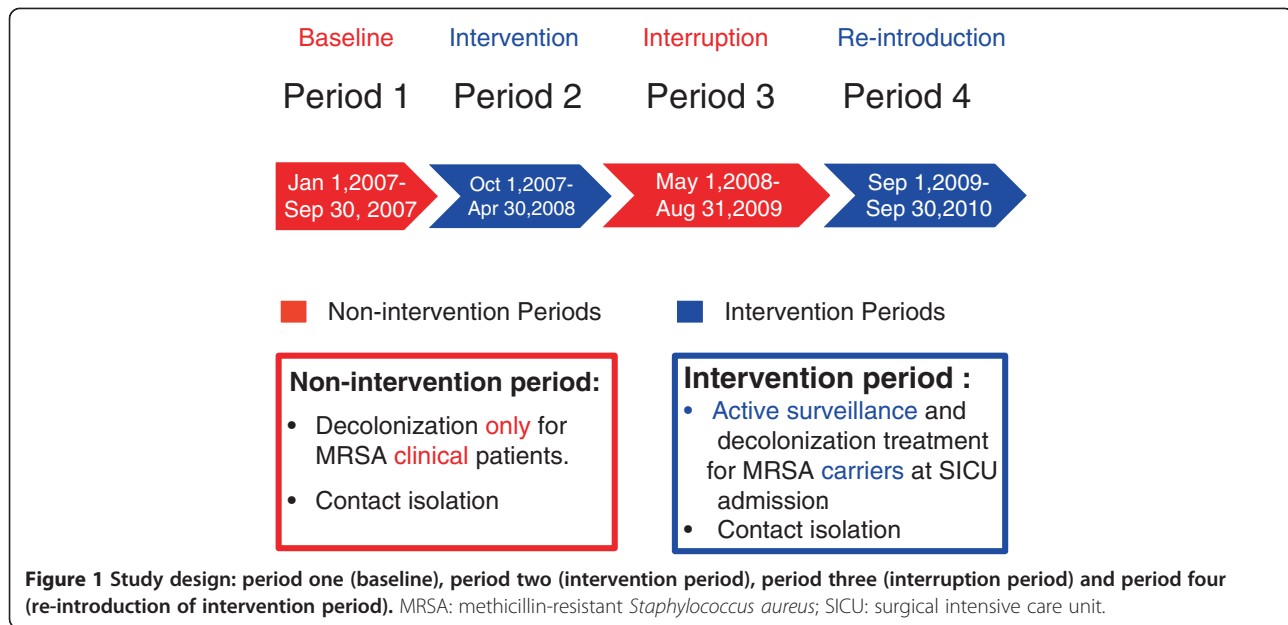 Baseline Intervention Interruption Re-introduction
Period 1 Period 2 Period 3 Period 4
Jan 1,2007-
Sep 30, 2007
Oct 1,2007-
Apr 30,2008
May 1,2008-
Aug 31,2009
Sep 1,2009-
Sep 30,2010
Non-intervention Periods
Intervention Periods
Non-intervention period:
• Decolonization only for
MRSA clinical patients.
• Contact isolation
Intervention period :
• Active surveillance and
decolonization treatment
for MRSA carriers at SICU
admission.
• Contact isolation
Figure 1 Study design: period one (baseline), period two (intervention period), period three (interruption period) and period four
(re-introduction of intervention period). MRSA: methicillin-resistant Staphylococcus aureus; SICU: surgical intensive care unit.